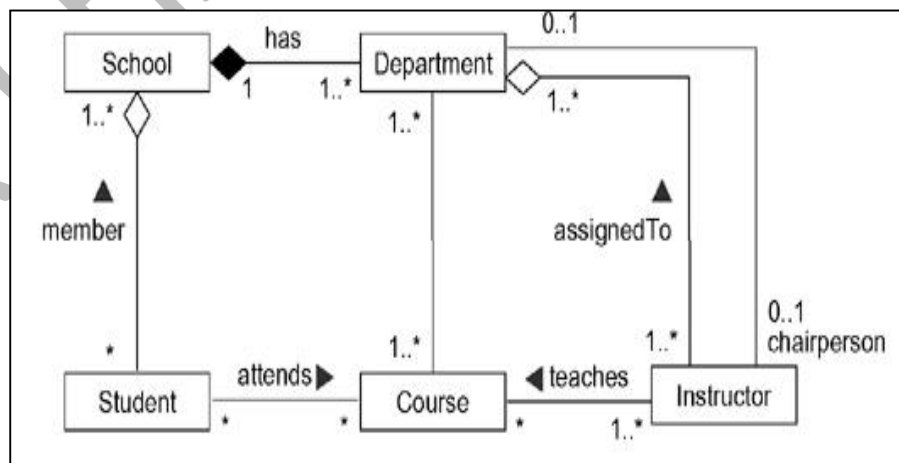 0..1
has
School
Department
1
1..*
1..*
1..*
1..*
member
assignedTo
0..1
chairperson
*
1..*
1..*
attends
teaches
Student
Course
Instructor
*
*
*
1..*